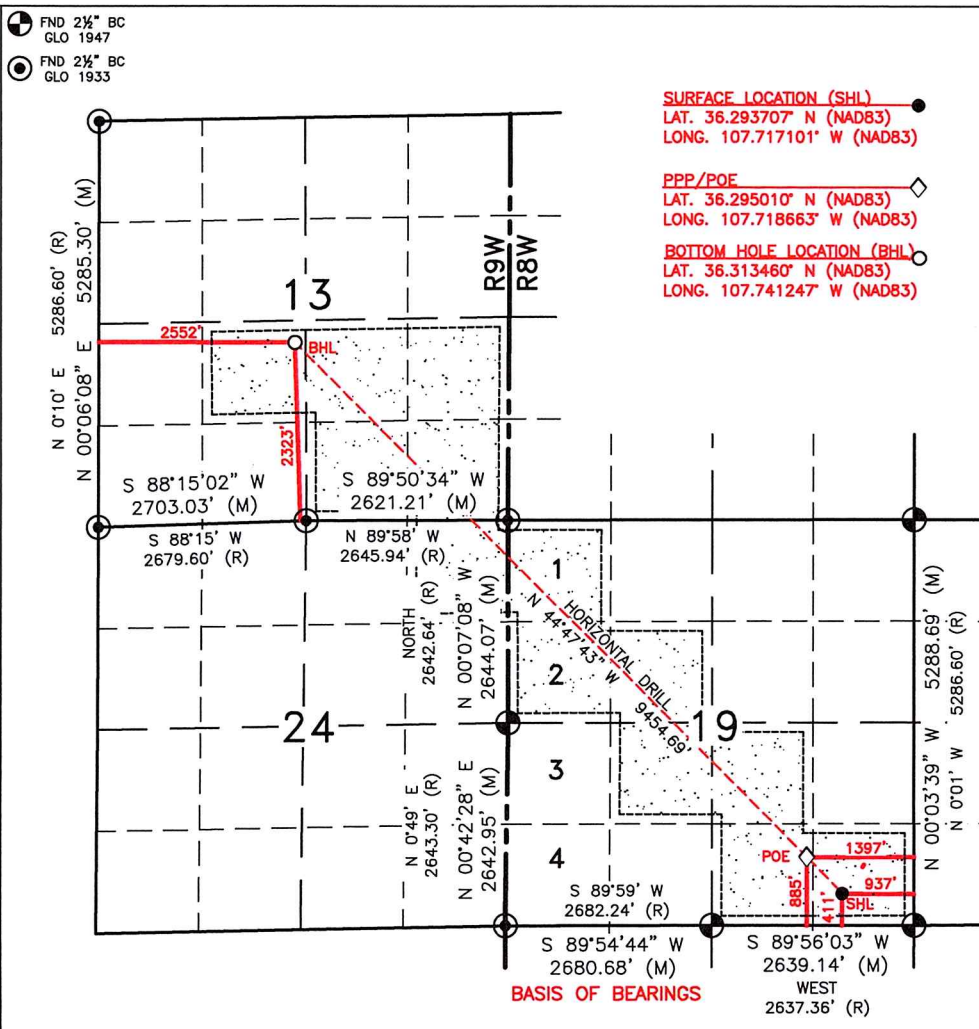 FND 2½" BC
GLO 1947
FND 2½" BC
GLO 1933
SURFACE LOCATION (SHL)
LAT. 36.293707° N (NAD83)
LONG. 107.717101° W (NAD83)
PPP/POE
LAT. 36.295010° N (NAD83)
LONG. 107.718663° W (NAD83)
BOTTOM HOLE LOCATION (BHL)
LAT. 36.313460° N (NAD83)
LONG. 107.741247° W (NAD83)
N 0°10' E 5286.60' (R)
N 00°06'08" E 5285.30' (M)
R9W
R8W
13
2552'
BHL
2323'
S 88°15'02" W
2703.03' (M)
S 89°50'34" W
2621.21' (M)
S 88°15' W
2679.60' (R)
N 89°58' W
2645.94' (R)
NORTH
2642.64' (R)
N 00°07'08" W
2644.07' (M)
1
HORIZONTAL DRILL
N 44°47'43" W
9454.69'
2
24
19
3
N 0°49' E
2643.30' (R)
N 00°42'28" E
2642.95' (M)
4
N 00°03'39" W 5288.69' (M)
N 0°01' W 5286.60' (R)
POE
1397'
885'
937'
411'
SHL
S 89°59' W
2682.24' (R)
S 89°54'44" W
2680.68' (M)
S 89°56'03" W
2639.14' (M)
WEST
2637.36' (R)
BASIS OF BEARINGS